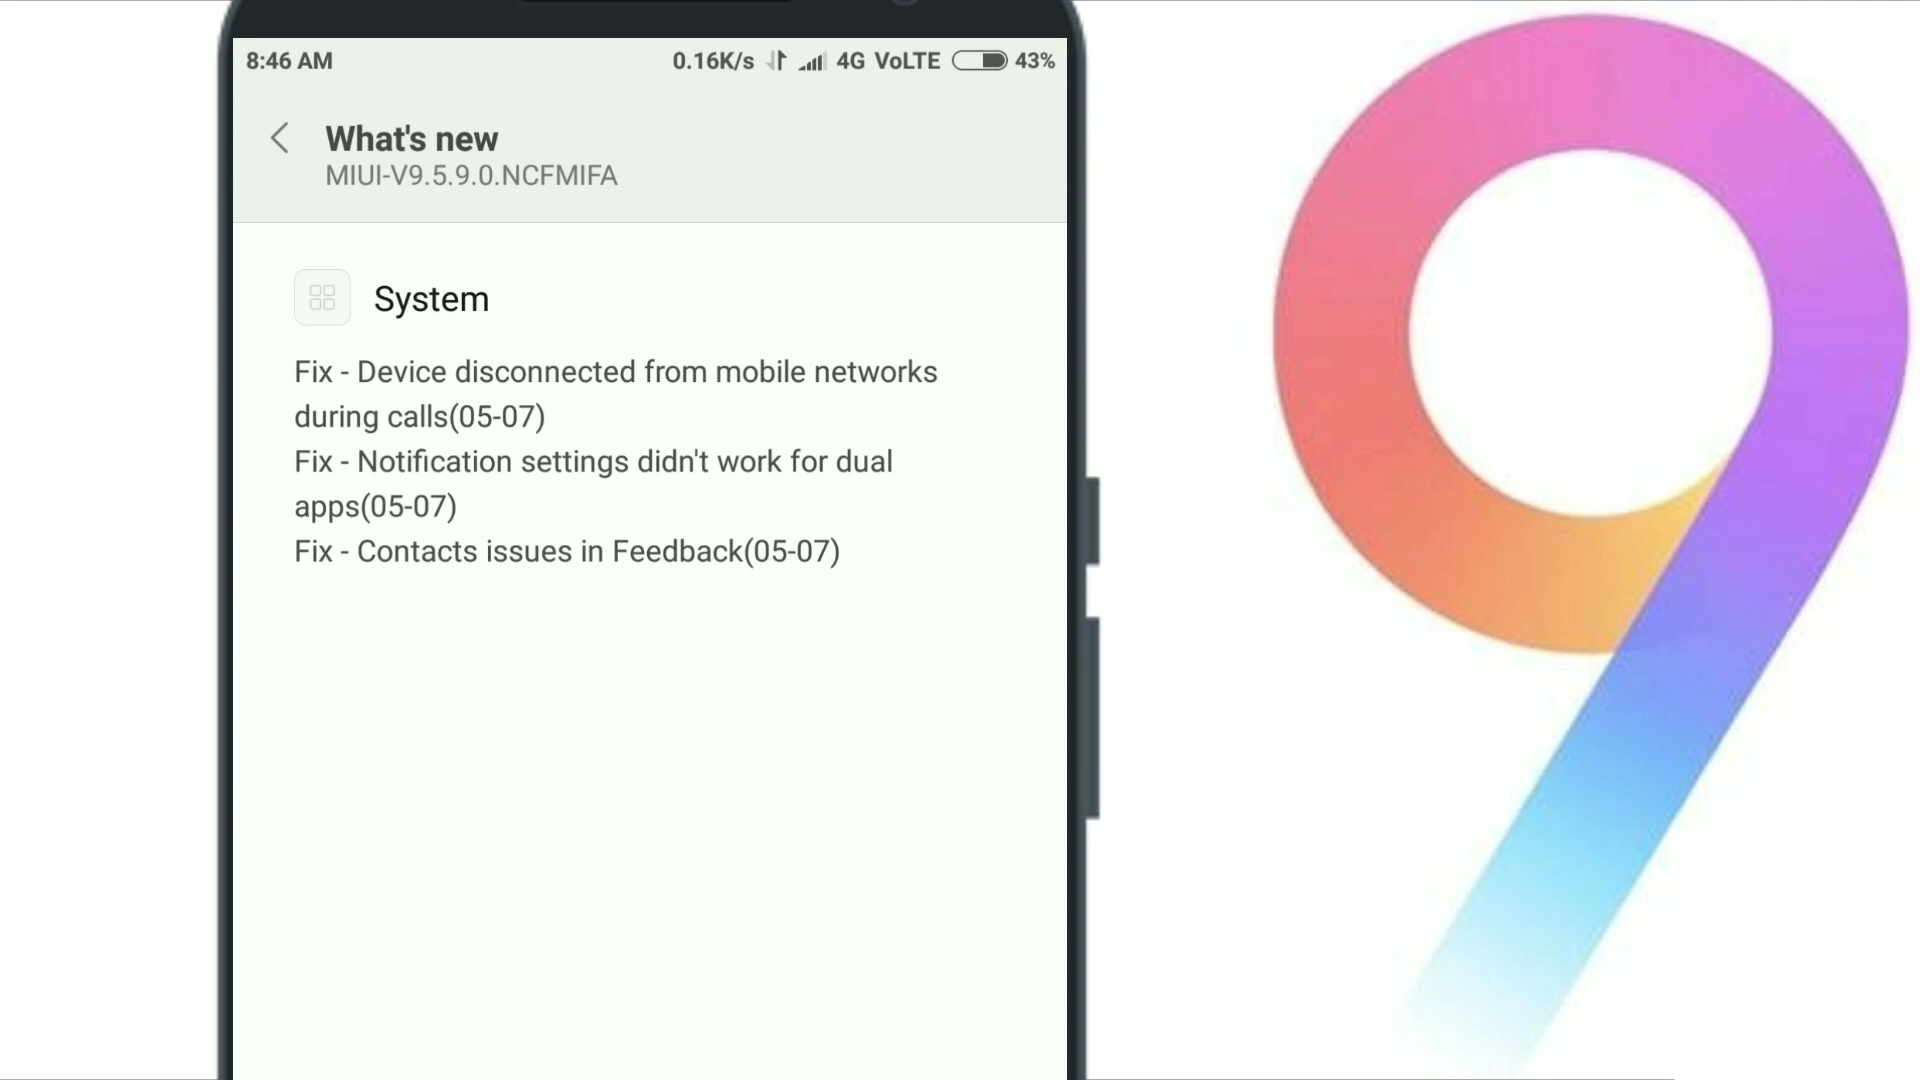 8:46 AM 0.16K/s 4G VoLTE 43%
What's new
MIUI-V9.5.9.0.NCFMIFA
System
Fix - Device disconnected from mobile networks
during calls(05-07)
Fix - Notification settings didn't work for dual
apps(05-07)
Fix - Contacts issues in Feedback(05-07)
9